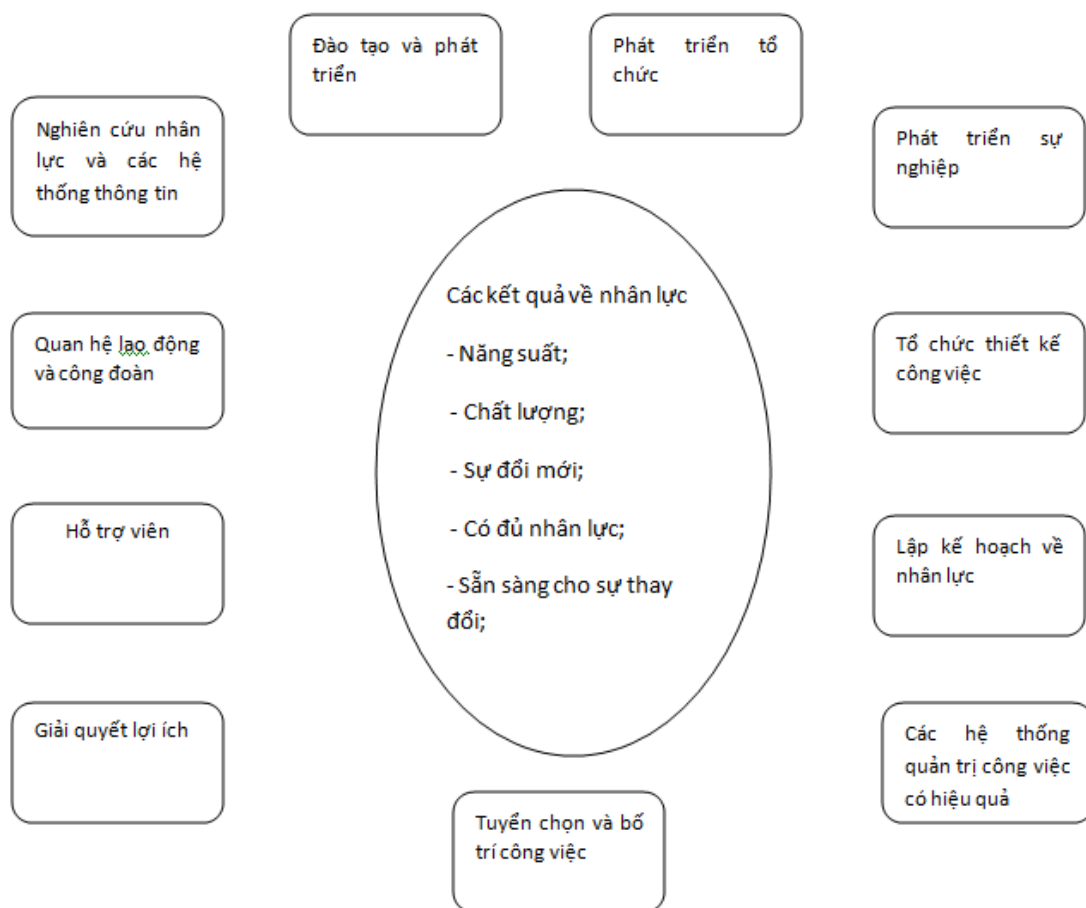 Đào tạo và phát
triển
Phát triển tổ
chức
Nghiên cứu nhân
lực và các hệ
thống thông tin
Phát triển sự
nghiệp
Các kết quả về nhân lực
- Năng suất;
- Chất lượng;
- Sự đổi mới;
- Có đủ nhân lực;
- Sẵn sàng cho sự thay
đổi;
Quan hệ lao động
và công đoàn
Tổ chức thiết kế
công việc
Hỗ trợ viên
Lập kế hoạch về
nhân lực
Giải quyết lợi ích
Các hệ thống
quản trị công việc
có hiệu quả
Tuyển chọn và bố
trí công việc